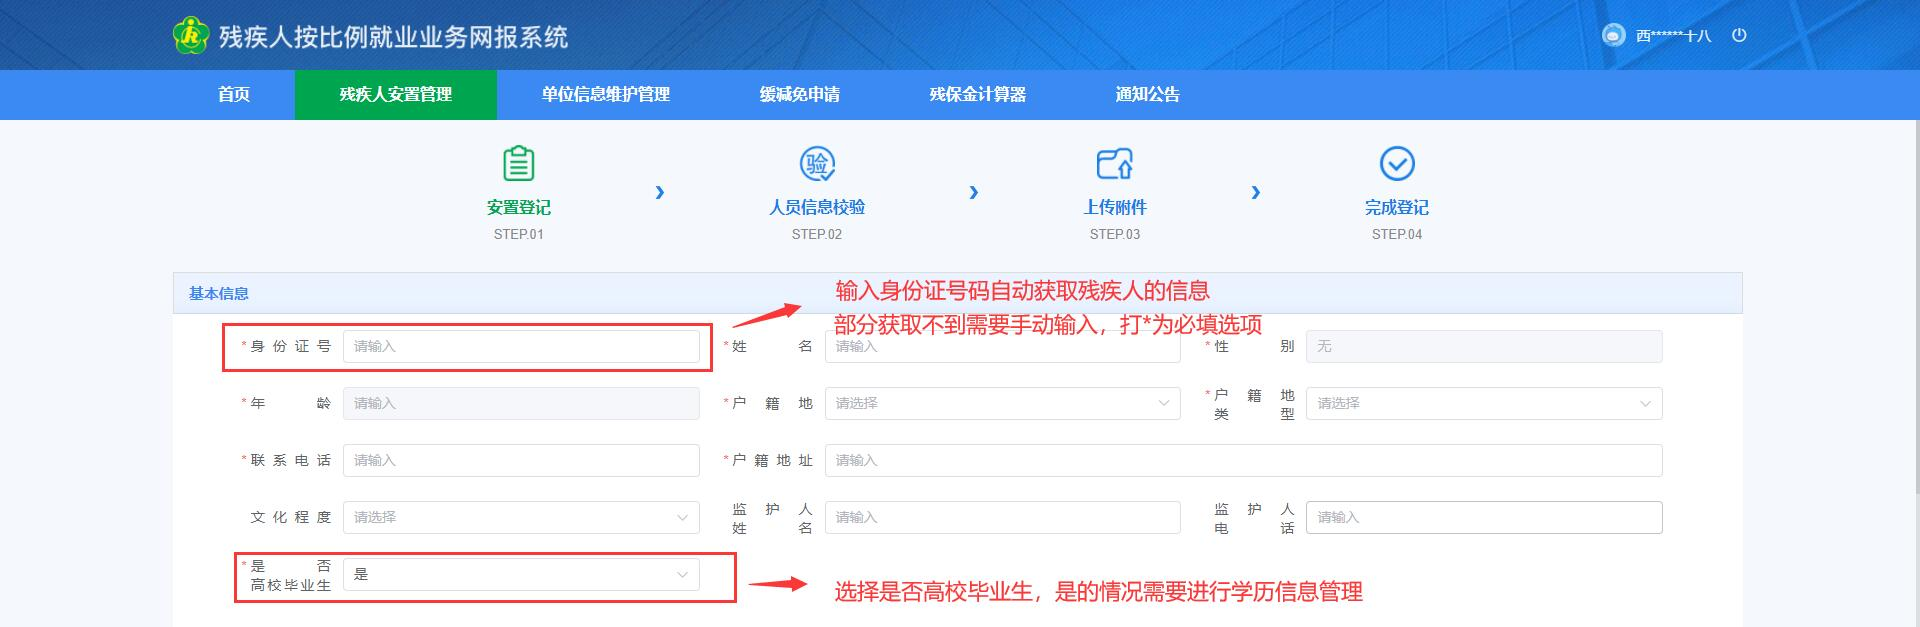 残疾人按比例就业业务网报系统
西******十八
首页 残疾人安置管理 单位信息维护管理 缓减免申请 残保金计算器 通知公告
验
安置登记 人员信息校验 上传附件 完成登记
STEP.01 STEP.02 STEP.03 STEP.04
基本信息
输入身份证号码自动获取残疾人的信息
部分获取不到需要手动输入，打*为必填选项
*身份证号 请输入 *姓名 请输入 *性别 无
*年龄 请输入 *户籍地 请选择 *户籍地类型 请选择
*联系电话 请输入 *户籍地址 请输入
文化程度 请选择 监护人姓名 请输入 监护人电话 请输入
*是否高校毕业生 是
选择是否高校毕业生，是的情况需要进行学历信息管理